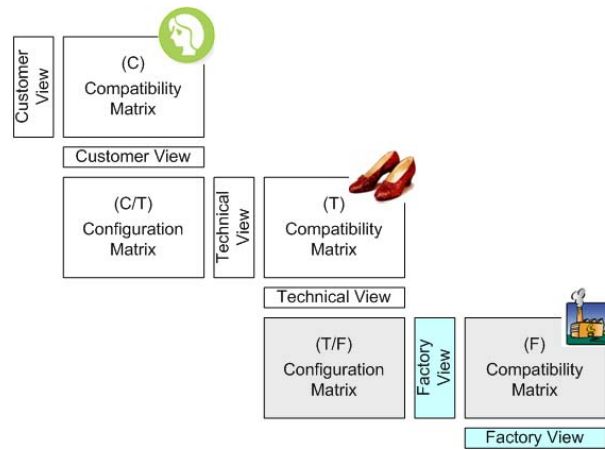 Customer
View
(C)
Compatibility
Matrix
Customer View
(C/T)
Configuration
Matrix
Technical
View
(T)
Compatibility
Matrix
Technical View
(T/F)
Configuration
Matrix
Factory
View
(F)
Compatibility
Matrix
Factory View